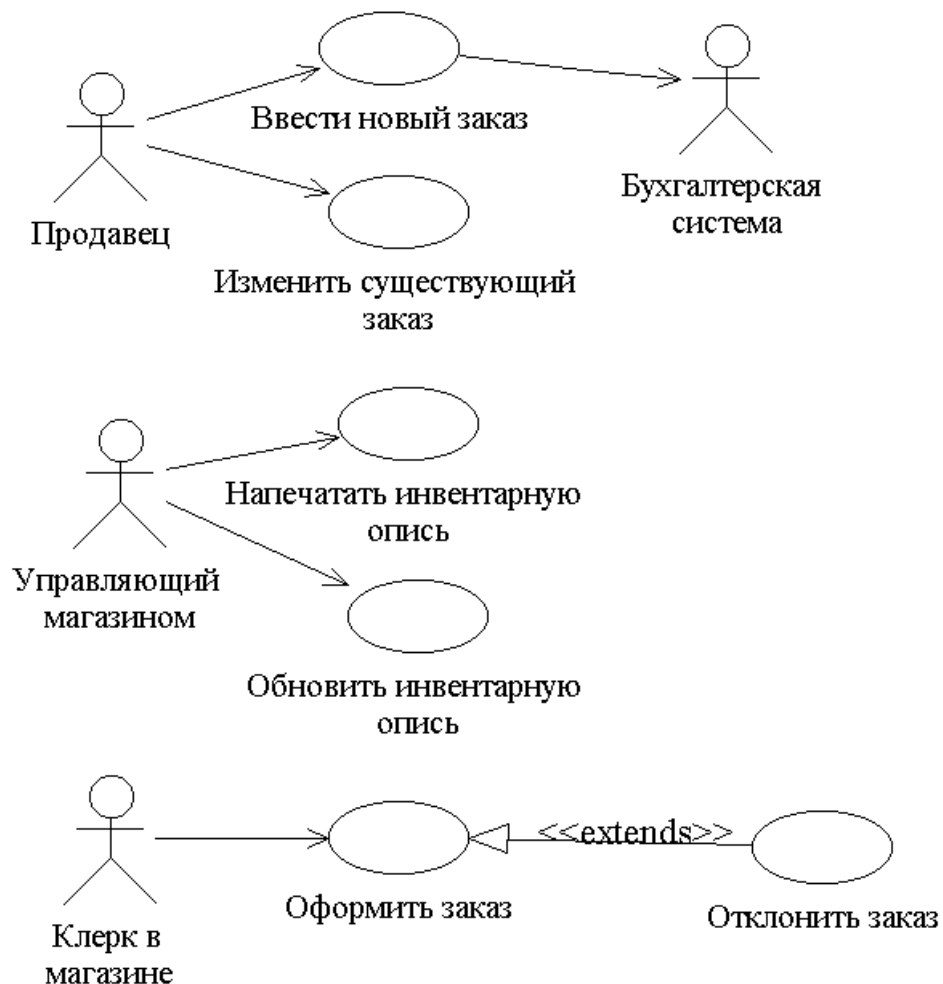 Ввести новый заказ
Продавец
Бухгалтерская
система
Изменить существующий
заказ
Напечатать инвентарную
опись
Управляющий
магазином
Обновить инвентарную
опись
<<extends>>
Оформить заказ
Отклонить заказ
Клерк в
магазине